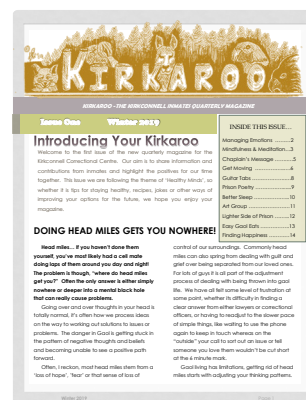 KIRKAROO
KIRKAROO -THE KIRKCONNELL INMATES QUARTERLY MAGAZINE
Issue One Winter 2019
INSIDE THIS ISSUE...
Managing Emotions ..........2
Mindfulness & Meditation...3
Chaplain's Message ..........5
Get Moving ..................6
Guitar Tabs ..................8
Prison Poetry ..................9
Better Sleep ..................10
Art Group ..................11
Lighter Side of Prison ........12
Easy Gaol Eats ..............13
Finding Happiness ...........14
Introducing Your Kirkaroo
Welcome to the first issue of the new quarterly magazine for the
Kirkconnell Correctional Centre. Our aim is to share information and
contributions from inmates and highlight the positives for our time
together. This issue we are following the theme of 'Healthy Minds', so
whether it is tips for staying healthy, recipes, jokes or other ways of
improving your options for the future, we hope you enjoy your
magazine.
DOING HEAD MILES GETS YOU NOWHERE!
Head miles... if you haven't done them
yourself, you've most likely had a cell mate
doing laps of them around you day and night!
The problem is though, "where do head miles
get you?" Often the only answer is either simply
nowhere or deeper into a mental black hole
that can really cause problems.
Going over and over thoughts in your head is
totally normal, it's often how we process ideas
on the way to working out solutions to issues or
problems. The danger in Gaol is getting stuck in
the pattern of negative thoughts and beliefs
and becoming unable to see a positive path
forward.
Often, I reckon, most head miles stem from a
'loss of hope', 'fear' or that sense of loss of
control of our surroundings. Commonly head
miles can also spring from dealing with guilt and
grief over being separated from our loved ones.
For lots of guys it is all part of the adjustment
process of dealing with being thrown into gaol
life. We have all felt some level of frustration at
some point, whether its difficulty in finding a
clear answer from either lawyers or correctional
officers, or having to readjust to the slower pace
of simple things, like waiting to use the phone
again to keep in touch whereas on the
"outside" your call to sort out an issue or tell
someone you love them wouldn't be cut short
at the 6 minute mark.
Gaol living has limitations, getting rid of head
miles starts with adjusting your thinking patterns.
Winter 2019 Page 1